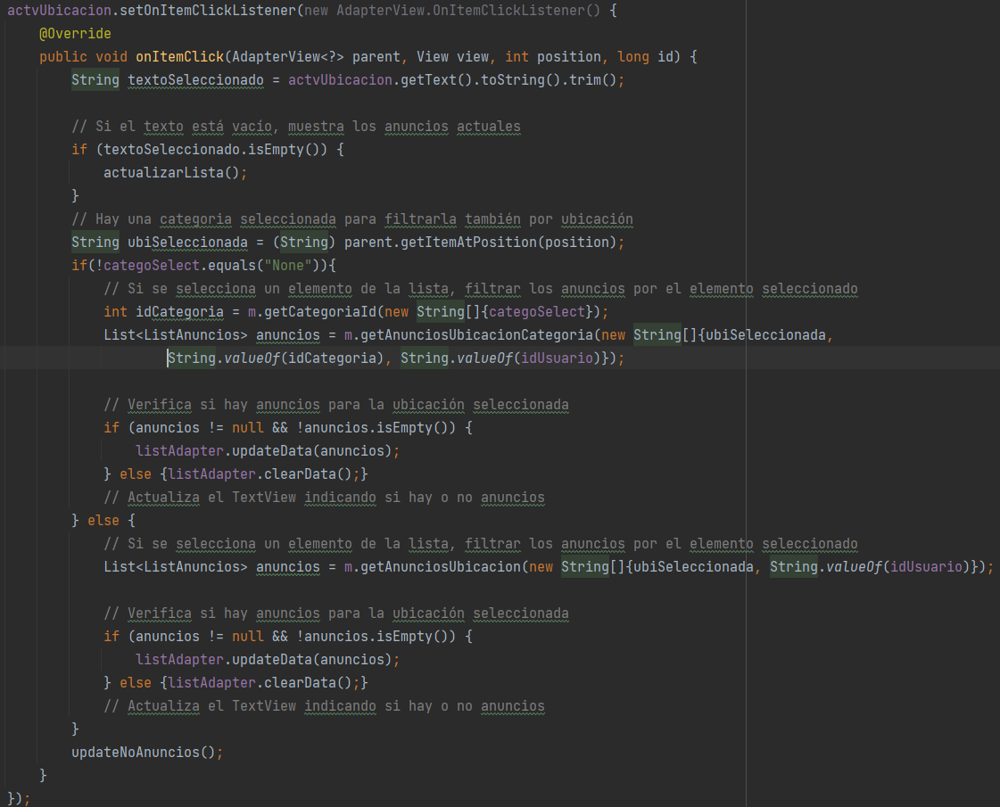 actvUbicacion.setOnItemClickListener(new AdapterView.OnItemClickListener() {
@Override
public void onItemClick(AdapterView<?> parent, View view, int position, long id) {
String textoSeleccionado = actvUbicacion.getText().toString().trim();
// Si el texto está vacío, muestra los anuncios actuales
if (textoSeleccionado.isEmpty()) {
actualizarLista();
}
// Hay una categoria seleccionada para filtrarla también por ubicación
String ubiSeleccionada = (String) parent.getItemAtPosition(position);
if(!categoSelect.equals("None")){
// Si se selecciona un elemento de la lista, filtrar los anuncios por el elemento seleccionado
int idCategoria = m.getCategoriaId(new String[]{categoSelect});
List<ListAnuncios> anuncios = m.getAnunciosUbicacionCategoria(new String[]{ubiSeleccionada,
String.valueOf(idCategoria), String.valueOf(idUsuario)});
// Verifica si hay anuncios para la ubicación seleccionada
if (anuncios != null && !anuncios.isEmpty()) {
listAdapter.updateData(anuncios);
} else {listAdapter.clearData();}
// Actualiza el TextView indicando si hay o no anuncios
} else {
// Si se selecciona un elemento de la lista, filtrar los anuncios por el elemento seleccionado
List<ListAnuncios> anuncios = m.getAnunciosUbicacion(new String[]{ubiSeleccionada, String.valueOf(idUsuario)});
// Verifica si hay anuncios para la ubicación seleccionada
if (anuncios != null && !anuncios.isEmpty()) {
listAdapter.updateData(anuncios);
} else {listAdapter.clearData();}
// Actualiza el TextView indicando si hay o no anuncios
}
updateNoAnuncios();
}
});